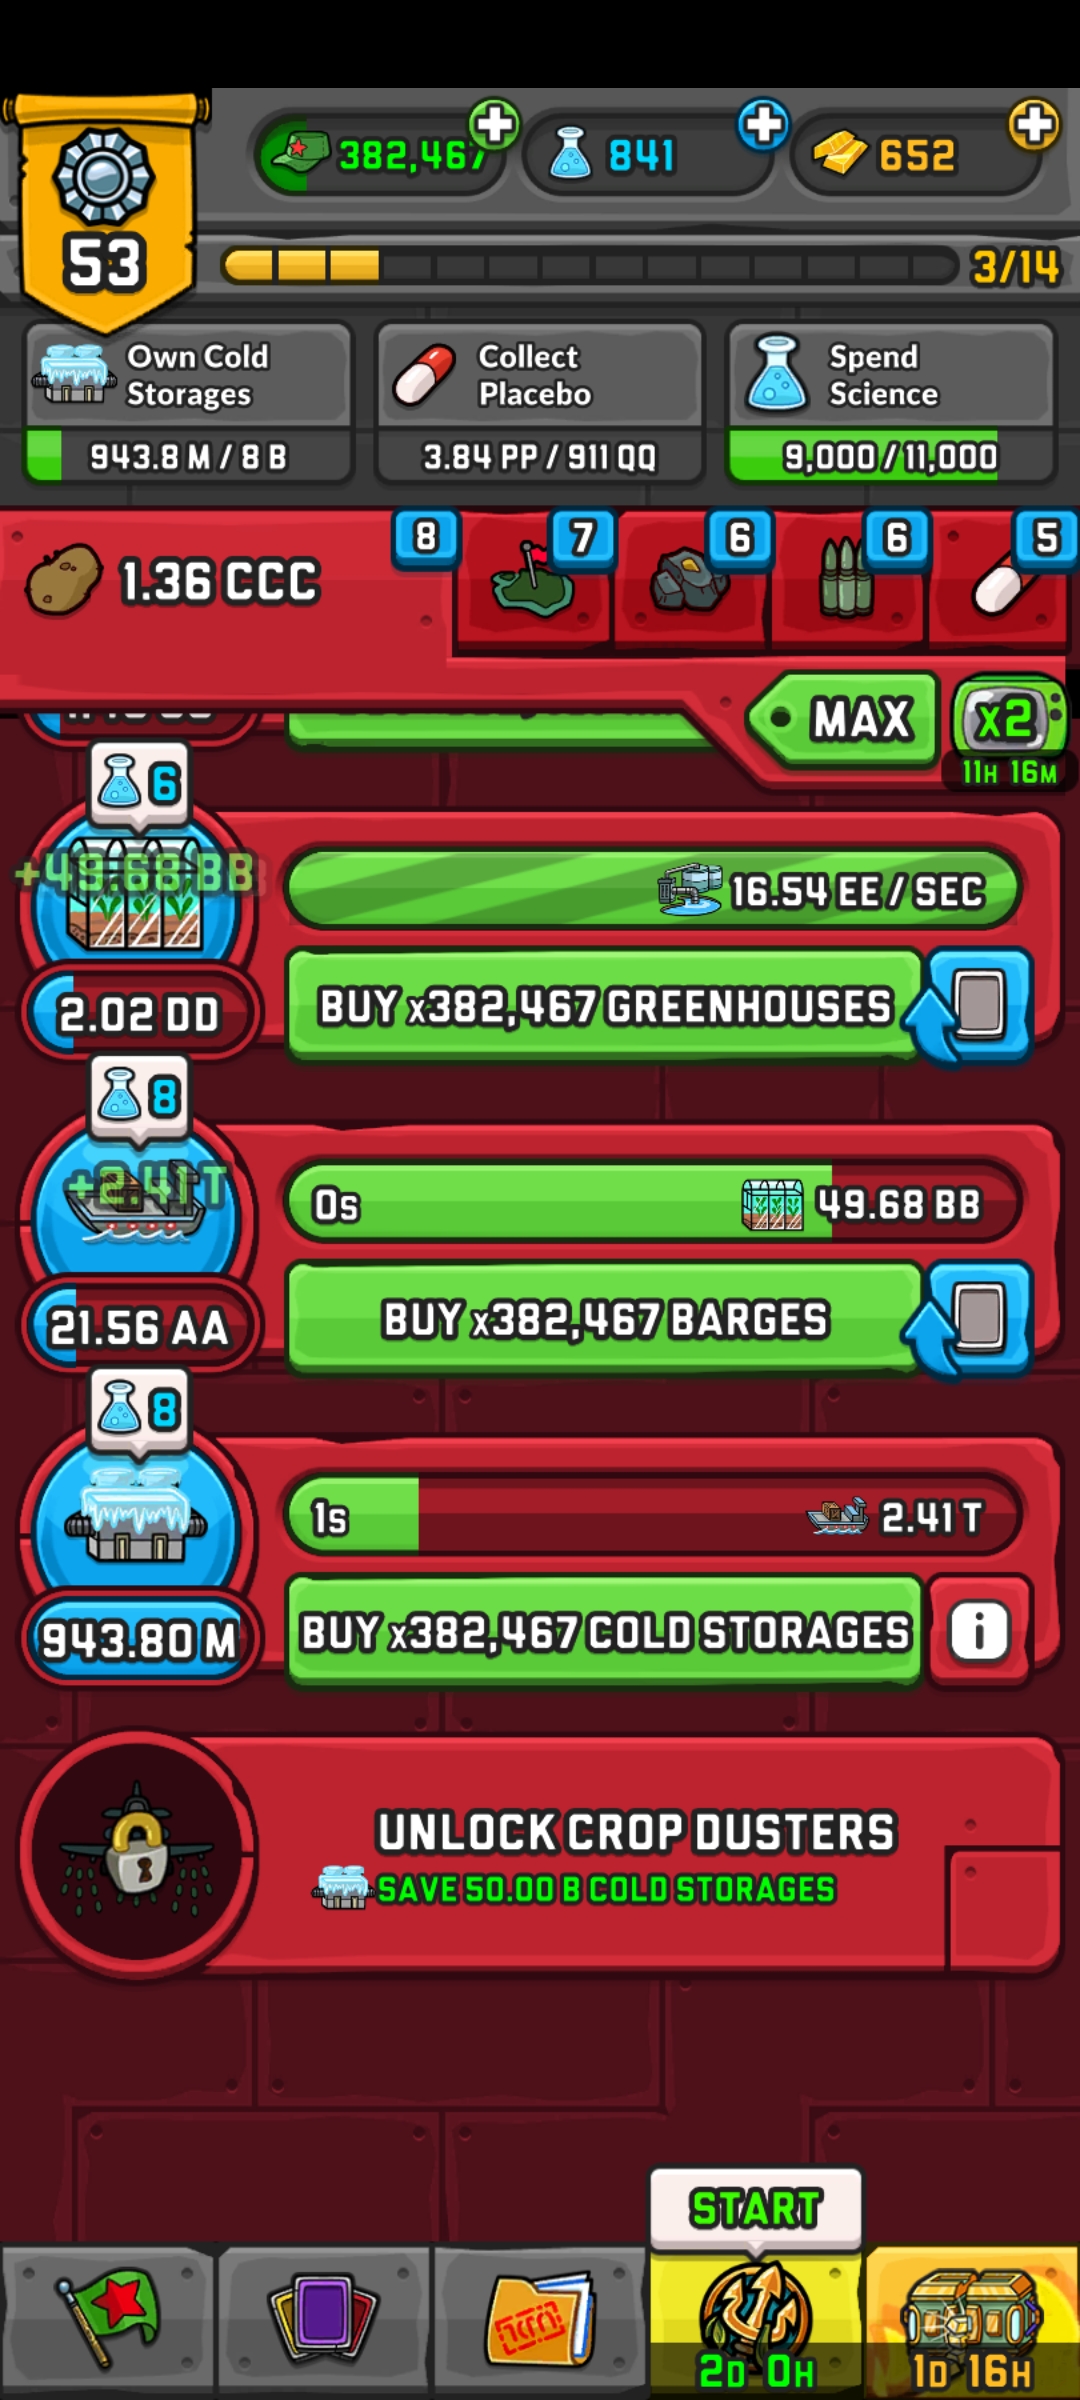 53
382,467
841
652
3/14
Own Cold
Storages
943.8 M / 8 B
Collect
Placebo
3.84 PP / 911 QQ
Spend
Science
9,000 / 11,000
1.36 CCC
8
7
6
6
5
MAX
x2
11H 16M
6
+49.68 BB
16.54 EE / SEC
2.02 DD
BUY x382,467 GREENHOUSES
8
+2.41 T
0s
49.68 BB
21.56 AA
BUY x382,467 BARGES
8
1s
2.41 T
943.80 M
BUY x382,467 COLD STORAGES
i
UNLOCK CROP DUSTERS
SAVE 50.00 B COLD STORAGES
START
2D 0H
1D 16H